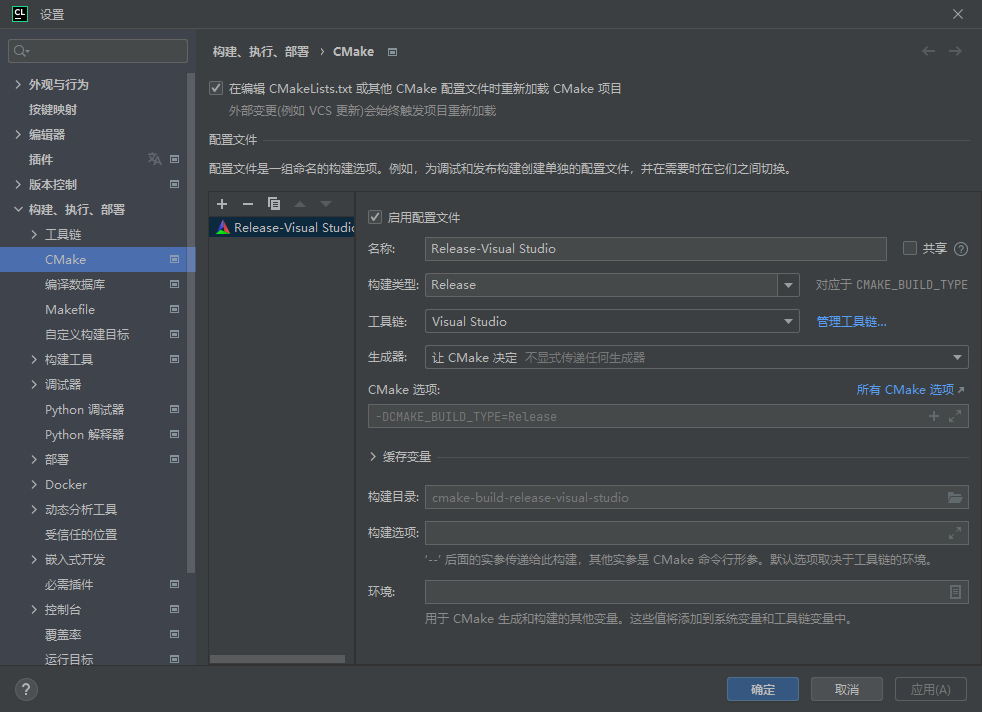 CL 设置
外观与行为
按键映射
编辑器
插件
版本控制
构建、执行、部署
工具链
CMake
编译数据库
Makefile
自定义构建目标
构建工具
调试器
Python 调试器
Python 解释器
部署
Docker
动态分析工具
受信任的位置
嵌入式开发
必需插件
控制台
覆盖率
运行目标
构建、执行、部署 › CMake
在编辑 CMakeLists.txt 或其他 CMake 配置文件时重新加载 CMake 项目
外部变更(例如 VCS 更新)会始终触发项目重新加载
配置文件
配置文件是一组命名的构建选项。例如，为调试和发布构建创建单独的配置文件，并在需要时在它们之间切换。
Release-Visual Studio
启用配置文件
名称: Release-Visual Studio 共享 ?
构建类型: Release 对应于 CMAKE_BUILD_TYPE
工具链: Visual Studio 管理工具链...
生成器: 让 CMake 决定 不显式传递任何生成器
CMake 选项: 所有 CMake 选项↗
-DCMAKE_BUILD_TYPE=Release
缓存变量
构建目录: cmake-build-release-visual-studio
构建选项:
'--' 后面的实参传递给此构建，其他实参是 CMake 命令行形参。默认选项取决于工具链的环境。
环境:
用于 CMake 生成和构建的其他变量。这些值将添加到系统变量和工具链变量中。
? 确定 取消 应用(A)